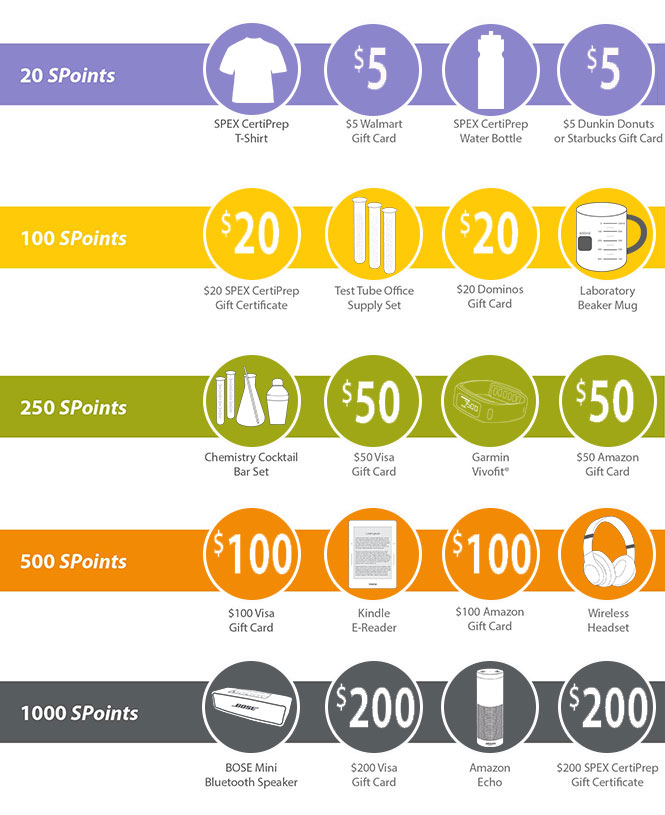 20 SPoints
$5
$5
SPEX CertiPrep
T-Shirt
$5 Walmart
Gift Card
SPEX CertiPrep
Water Bottle
$5 Dunkin Donuts
or Starbucks Gift Card
100 SPoints
$20
$20
$20 SPEX CertiPrep
Gift Certificate
Test Tube Office
Supply Set
$20 Dominos
Gift Card
Laboratory
Beaker Mug
250 SPoints
$50
$50
Chemistry Cocktail
Bar Set
$50 Visa
Gift Card
Garmin
Vivofit®
$50 Amazon
Gift Card
500 SPoints
$100
$100
$100 Visa
Gift Card
Kindle
E-Reader
$100 Amazon
Gift Card
Wireless
Headset
1000 SPoints
BOSE
$200
$200
BOSE Mini
Bluetooth Speaker
$200 Visa
Gift Card
Amazon
Echo
$200 SPEX CertiPrep
Gift Certificate